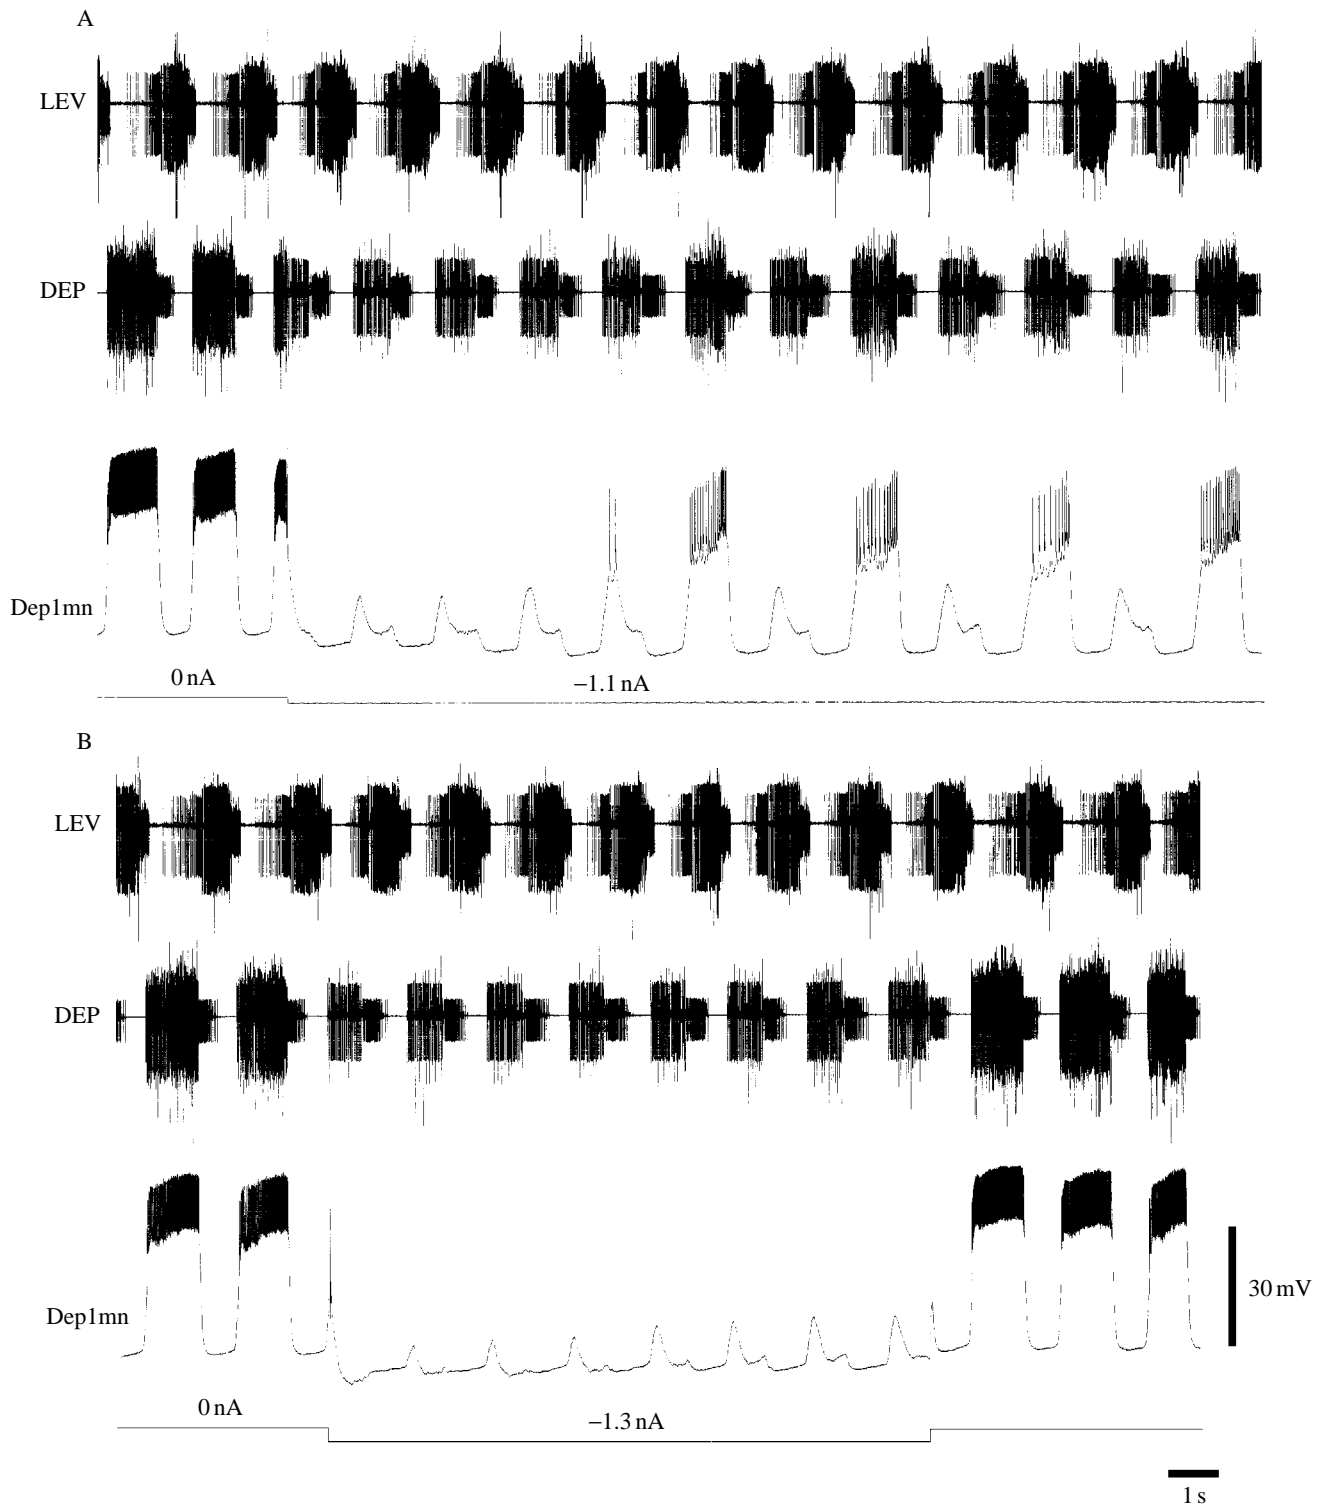 A
LEV
DEP
Dep1mn
0 nA
−1.1 nA
B
LEV
DEP
Dep1mn
30 mV
0 nA
−1.3 nA
1 s